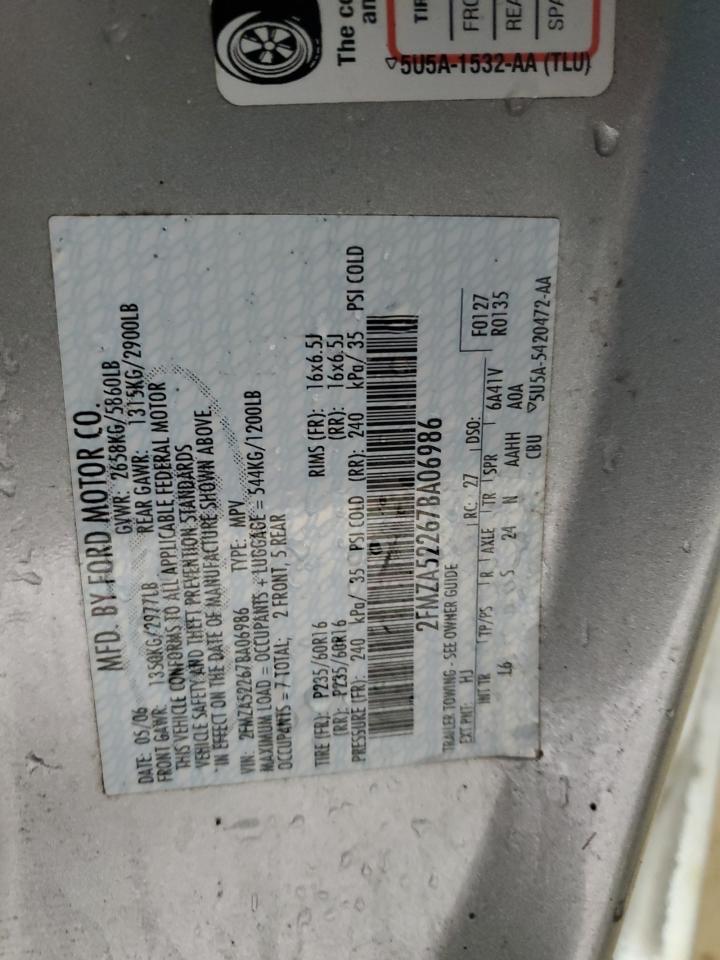 The co
an
TIR
FRO
REA
SPA
▽5U5A-1532-AA (TLU)
MFD. BY FORD MOTOR CO.
DATE: 05/06 GVWR: 2658KG/5860LB
FRONT GAWR: 1350KG/2977LB REAR GAWR: 1315KG/2900LB
THIS VEHICLE CONFORMS TO ALL APPLICABLE FEDERAL MOTOR
VEHICLE SAFETY AND THEFT PREVENTION STANDARDS
IN EFFECT ON THE DATE OF MANUFACTURE SHOWN ABOVE.
VIN: 2FMZA52267BA06986 TYPE: MPV
MAXIMUM LOAD = OCCUPANTS + LUGGAGE = 544KG/1200LB
OCCUPANTS = 7 TOTAL; 2 FRONT, 5 REAR
TIRE (FR): P235/60R16 RIMS (FR): 16x6.5J
(RR): P235/60R16 (RR): 16x6.5J
PRESSURE (FR): 240 kPa/ 35 PSI COLD (RR): 240 kPa/ 35 PSI COLD
2FMZA52267BA06986
TRAILER TOWING - SEE OWNER GUIDE
EXT PNT: HJ RC: 27 DSO: F0127
INT TR TP/PS R AXLE TR SPR 6A41V R0135
16 S 24 N AAHH A0A
CBU ▽5U5A-5420472-AA